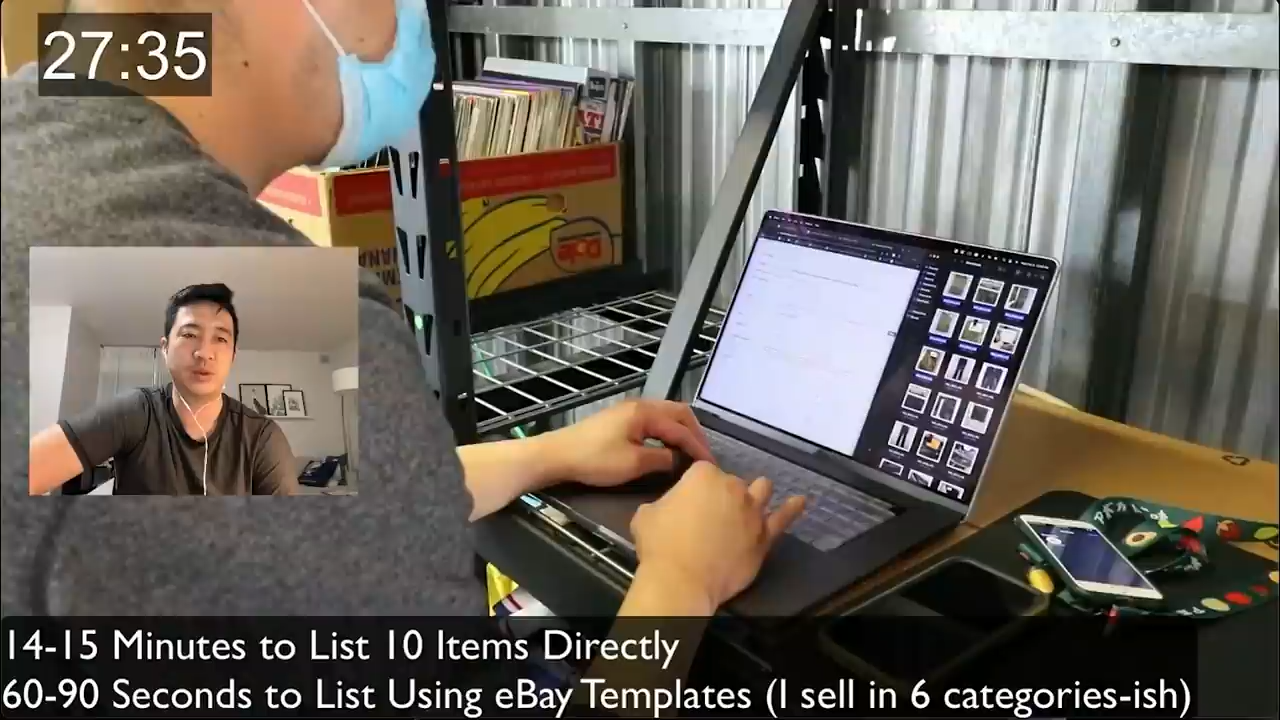 27:35
Dole
14-15 Minutes to List 10 Items Directly
60-90 Seconds to List Using eBay Templates (I sell in 6 categories-ish)